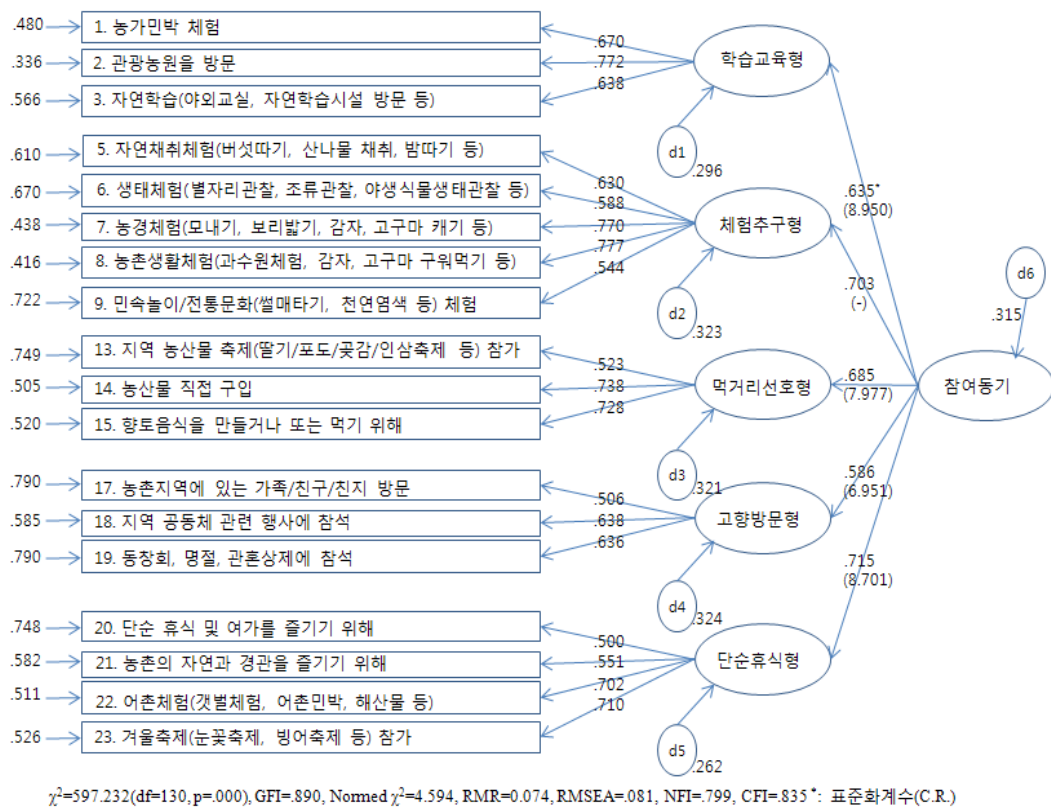 .480
1. 농가민박 체험
.336
2. 관광농원을 방문
.566
3. 자연학습(야외교실, 자연학습시설 방문 등)
.670
.772
.638
학습교육형
d1
.296
.610
5. 자연채취체험(버섯따기, 산나물 채취, 밤따기 등)
.670
6. 생태체험(별자리관찰, 조류관찰, 야생식물생태관찰 등)
.438
7. 농경체험(모내기, 보리밟기, 감자, 고구마 캐기 등)
.416
8. 농촌생활체험(과수원체험, 감자, 고구마 구워먹기 등)
.722
9. 민속놀이/전통문화(썰매타기, 천연염색 등) 체험
.630
.588
.770
.777
.544
체험추구형
d2
.323
.749
13. 지역 농산물 축제(딸기/포도/곶감/인삼축제 등) 참가
.505
14. 농산물 직접 구입
.520
15. 향토음식을 만들거나 또는 먹기 위해
.523
.738
.728
먹거리선호형
d3
.321
.790
17. 농촌지역에 있는 가족/친구/친지 방문
.585
18. 지역 공동체 관련 행사에 참석
.790
19. 동창회, 명절, 관혼상제에 참석
.506
.638
.636
고향방문형
d4
.324
.748
20. 단순 휴식 및 여가를 즐기기 위해
.582
21. 농촌의 자연과 경관을 즐기기 위해
.511
22. 어촌체험(갯벌체험, 어촌민박, 해산물 등)
.526
23. 겨울축제(눈꽃축제, 빙어축제 등) 참가
.500
.551
.702
.710
단순휴식형
d5
.262
.635*
(8.950)
.703
(-)
.685
(7.977)
.586
(6.951)
.715
(8.701)
d6
.315
참여동기
χ²=597.232(df=130, p=.000), GFI=.890, Normed χ²=4.594, RMR=0.074, RMSEA=.081, NFI=.799, CFI=.835 *: 표준화계수(C.R.)